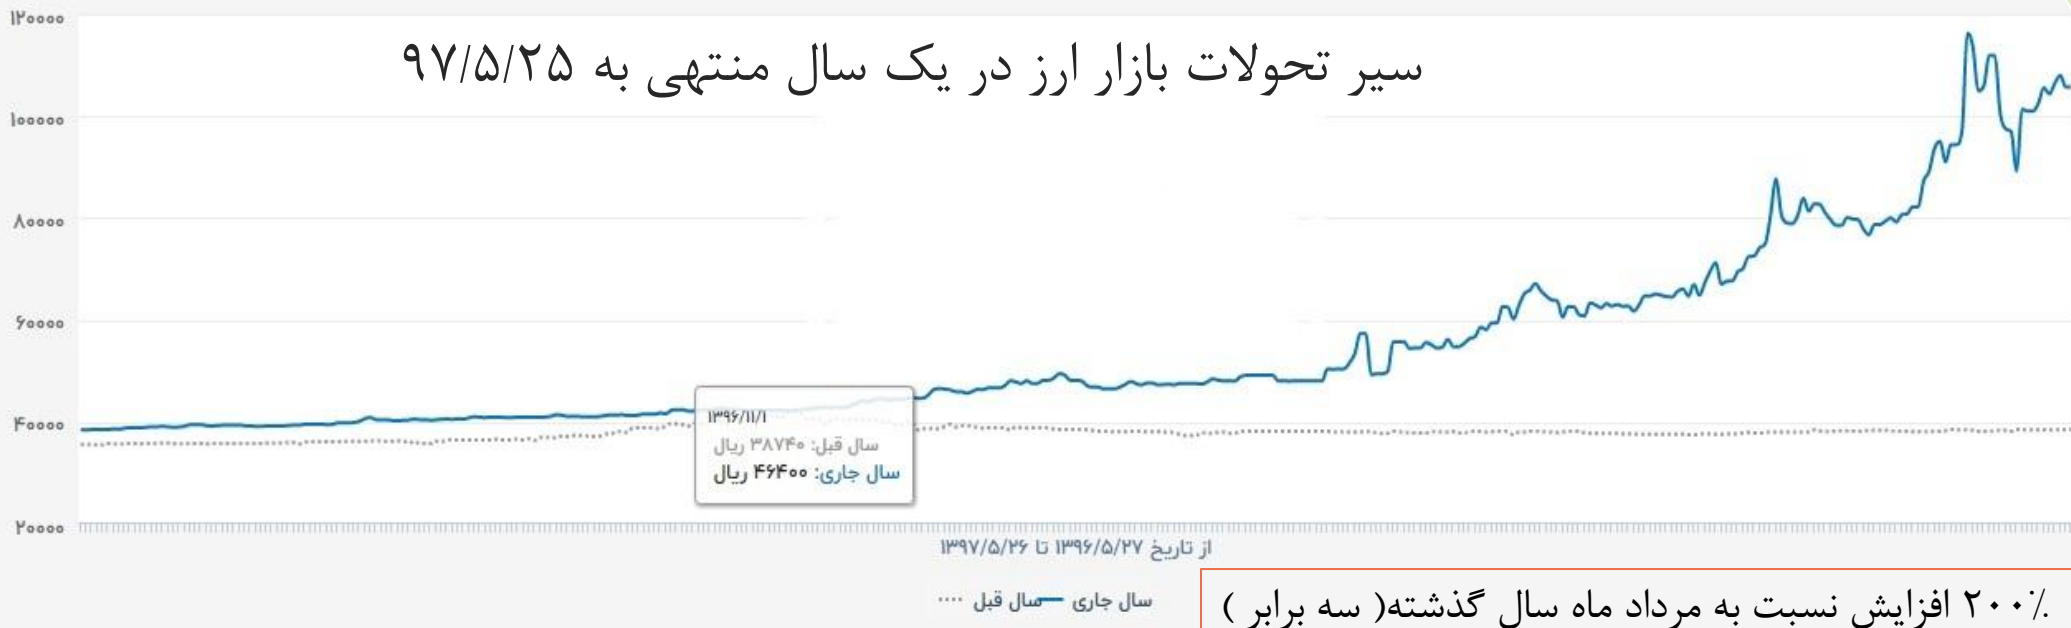 سیر تحولات بازار ارز در یک سال منتهی به ۹۷/۵/۲۵
۱۲۰۰۰۰
۱۰۰۰۰۰
۸۰۰۰۰
۶۰۰۰۰
۴۰۰۰۰
۲۰۰۰۰
۱۳۹۶/۱۱/۱
سال قبل: ۳۸۷۴۰ ریال
سال جاری: ۴۶۴۰۰ ریال
از تاریخ ۱۳۹۶/۵/۲۷ تا ۱۳۹۷/۵/۲۶
سال جاری سال قبل
۲۰۰٪ افزایش نسبت به مرداد ماه سال گذشته( سه برابر )